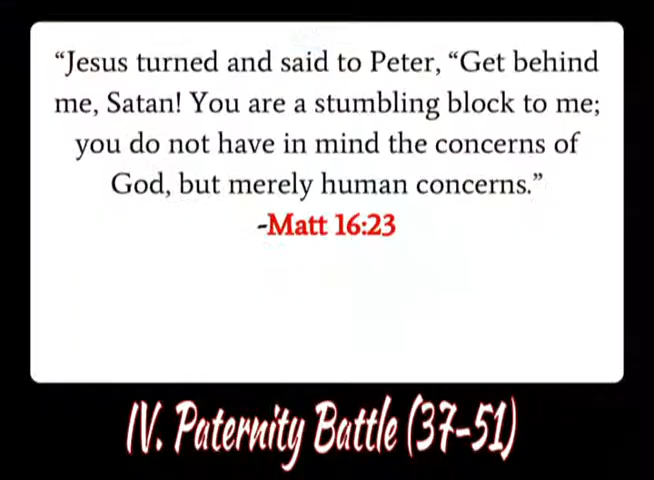 “Jesus turned and said to Peter, “Get behind
me, Satan! You are a stumbling block to me;
you do not have in mind the concerns of
God, but merely human concerns.”
-Matt 16:23
IV. Paternity Battle (37-51)